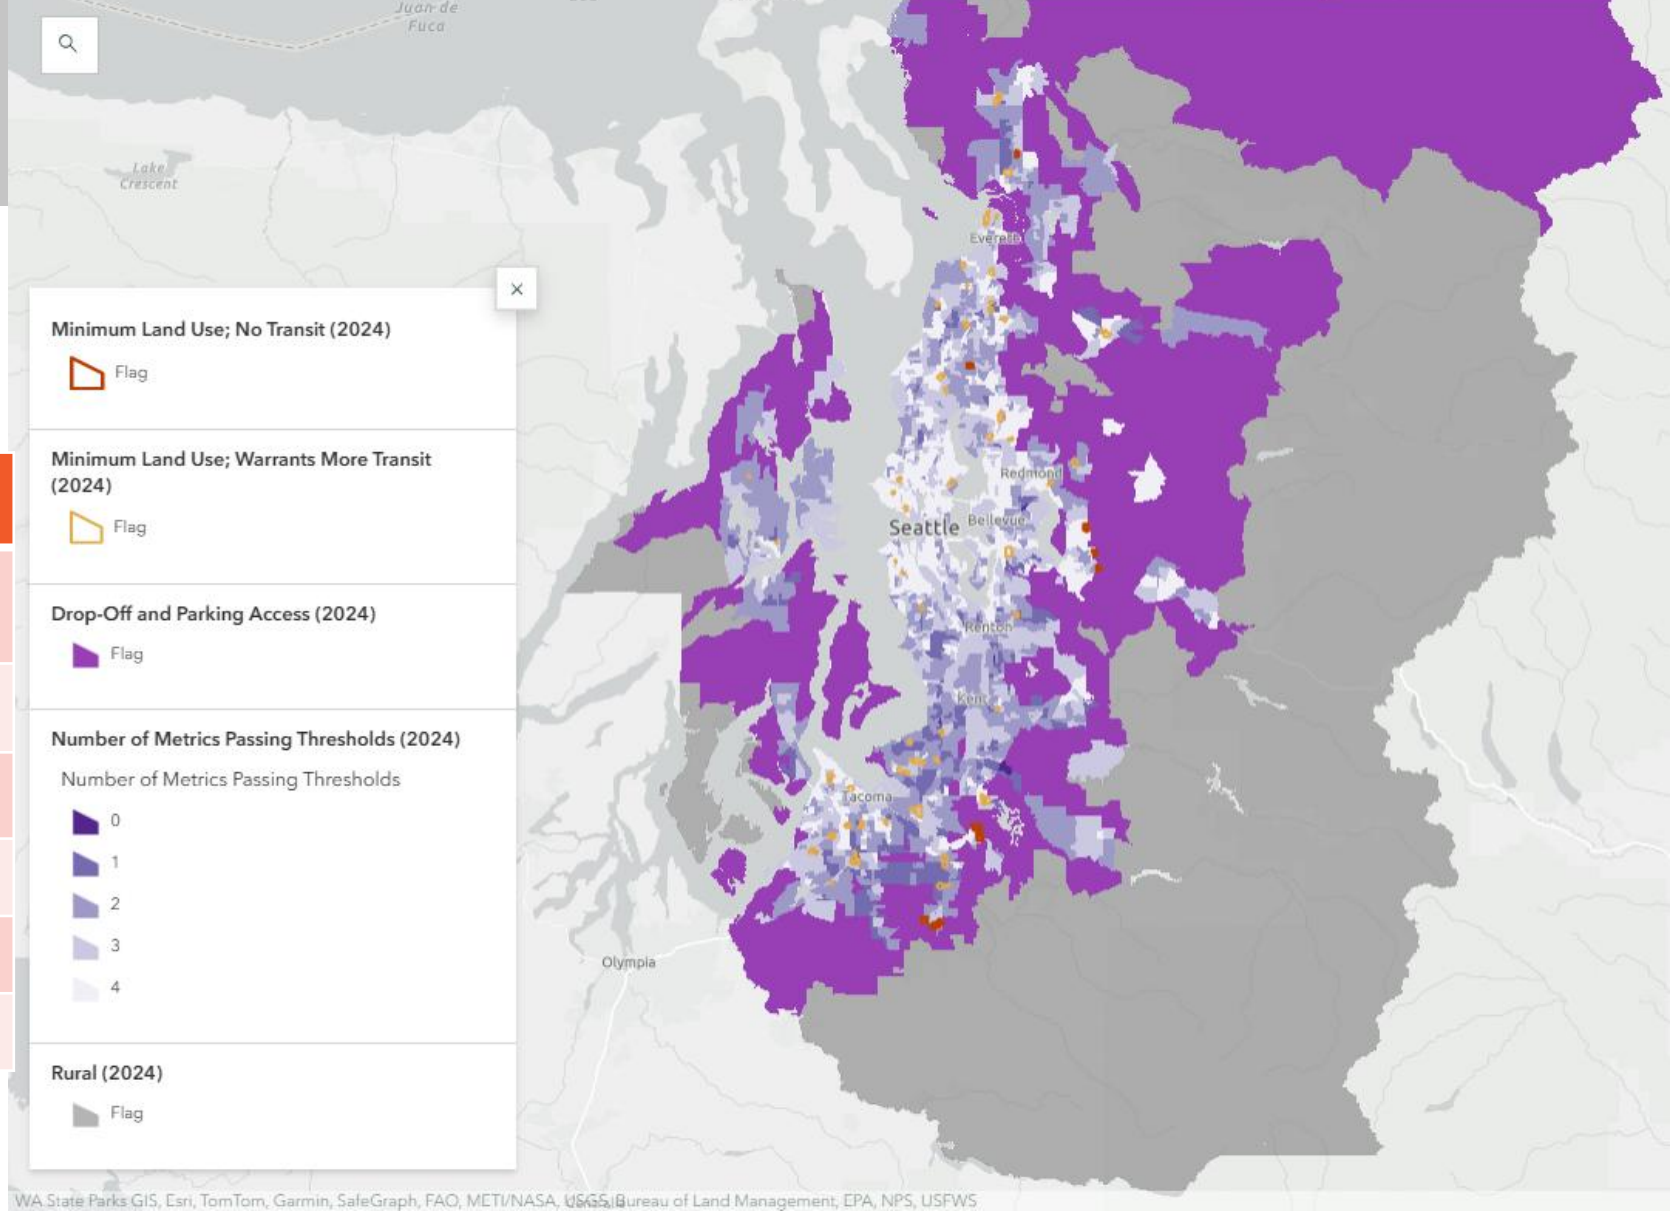 Juan de
Fuca
Lake
Crescent
Everett
Minimum Land Use; No Transit (2024)
Flag
Minimum Land Use; Warrants More Transit
(2024)
Flag
Redmond
Seattle
Bellevue
Drop-Off and Parking Access (2024)
Flag
Renton
Kent
Number of Metrics Passing Thresholds (2024)
Number of Metrics Passing Thresholds
0
1
2
3
4
Tacoma
Olympia
Rural (2024)
Flag
WA State Parks GIS, Esri, TomTom, Garmin, SafeGraph, FAO, METI/NASA, USGS, Bureau of Land Management, EPA, NPS, USFWS